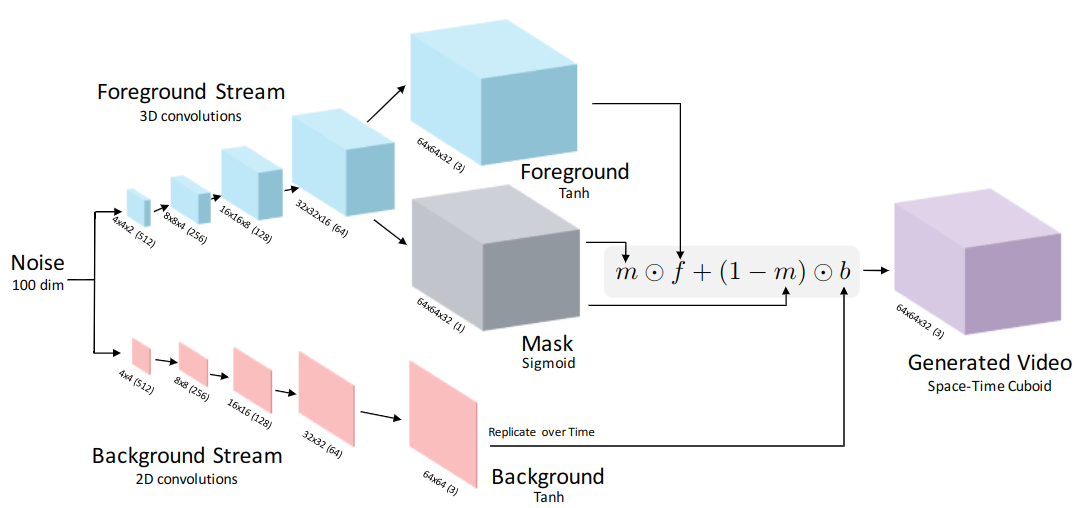 Foreground Stream
3D convolutions
4x4x2 (512)
8x8x4 (256)
16x16x8 (128)
32x32x16 (64)
64x64x32 (3)
Foreground
Tanh
64x64x32 (1)
Mask
Sigmoid
Noise
100 dim
m ⊙ f + (1 − m) ⊙ b
64x64x32 (3)
Generated Video
Space-Time Cuboid
4x4 (512)
8x8 (256)
16x16 (128)
32x32 (64)
64x64 (3)
Replicate over Time
Background Stream
2D convolutions
Background
Tanh